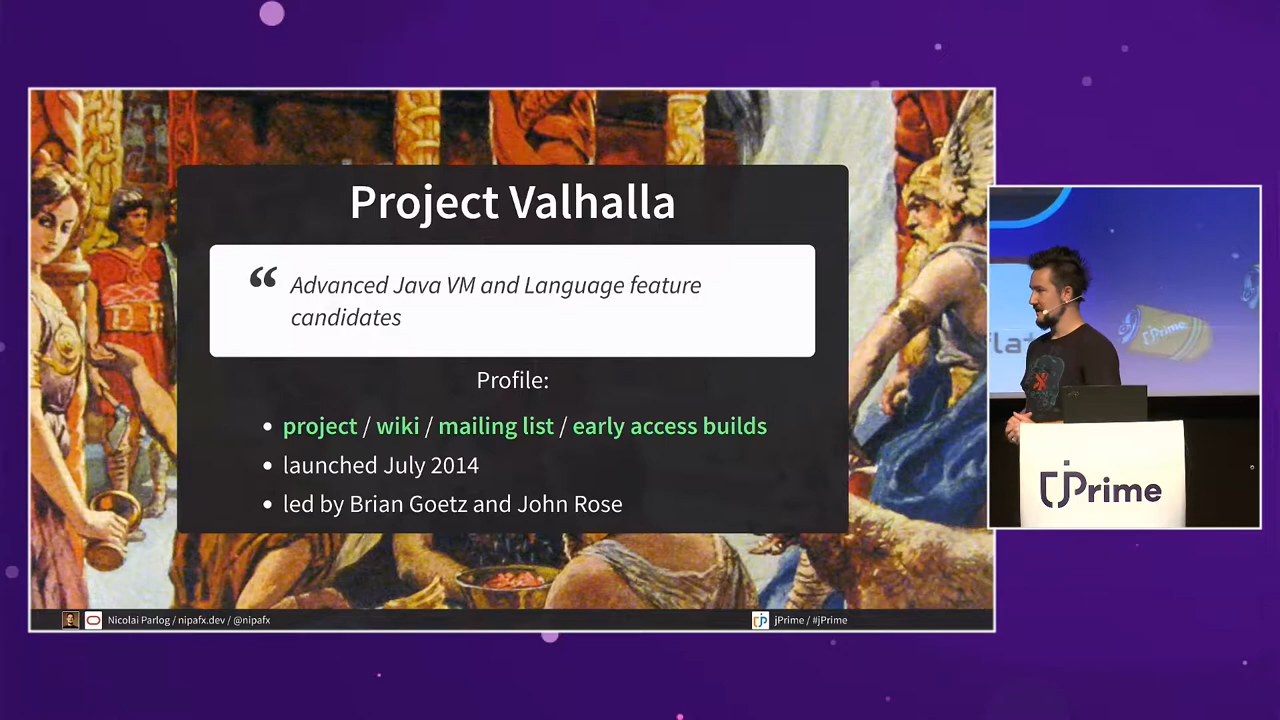 Project Valhalla
“ Advanced Java VM and Language feature
candidates
Profile:
• project / wiki / mailing list / early access builds
• launched July 2014
• led by Brian Goetz and John Rose
Nicolai Parlog / nipafx.dev / @nipafx
jPrime / #jPrime
jPrime
jPrime